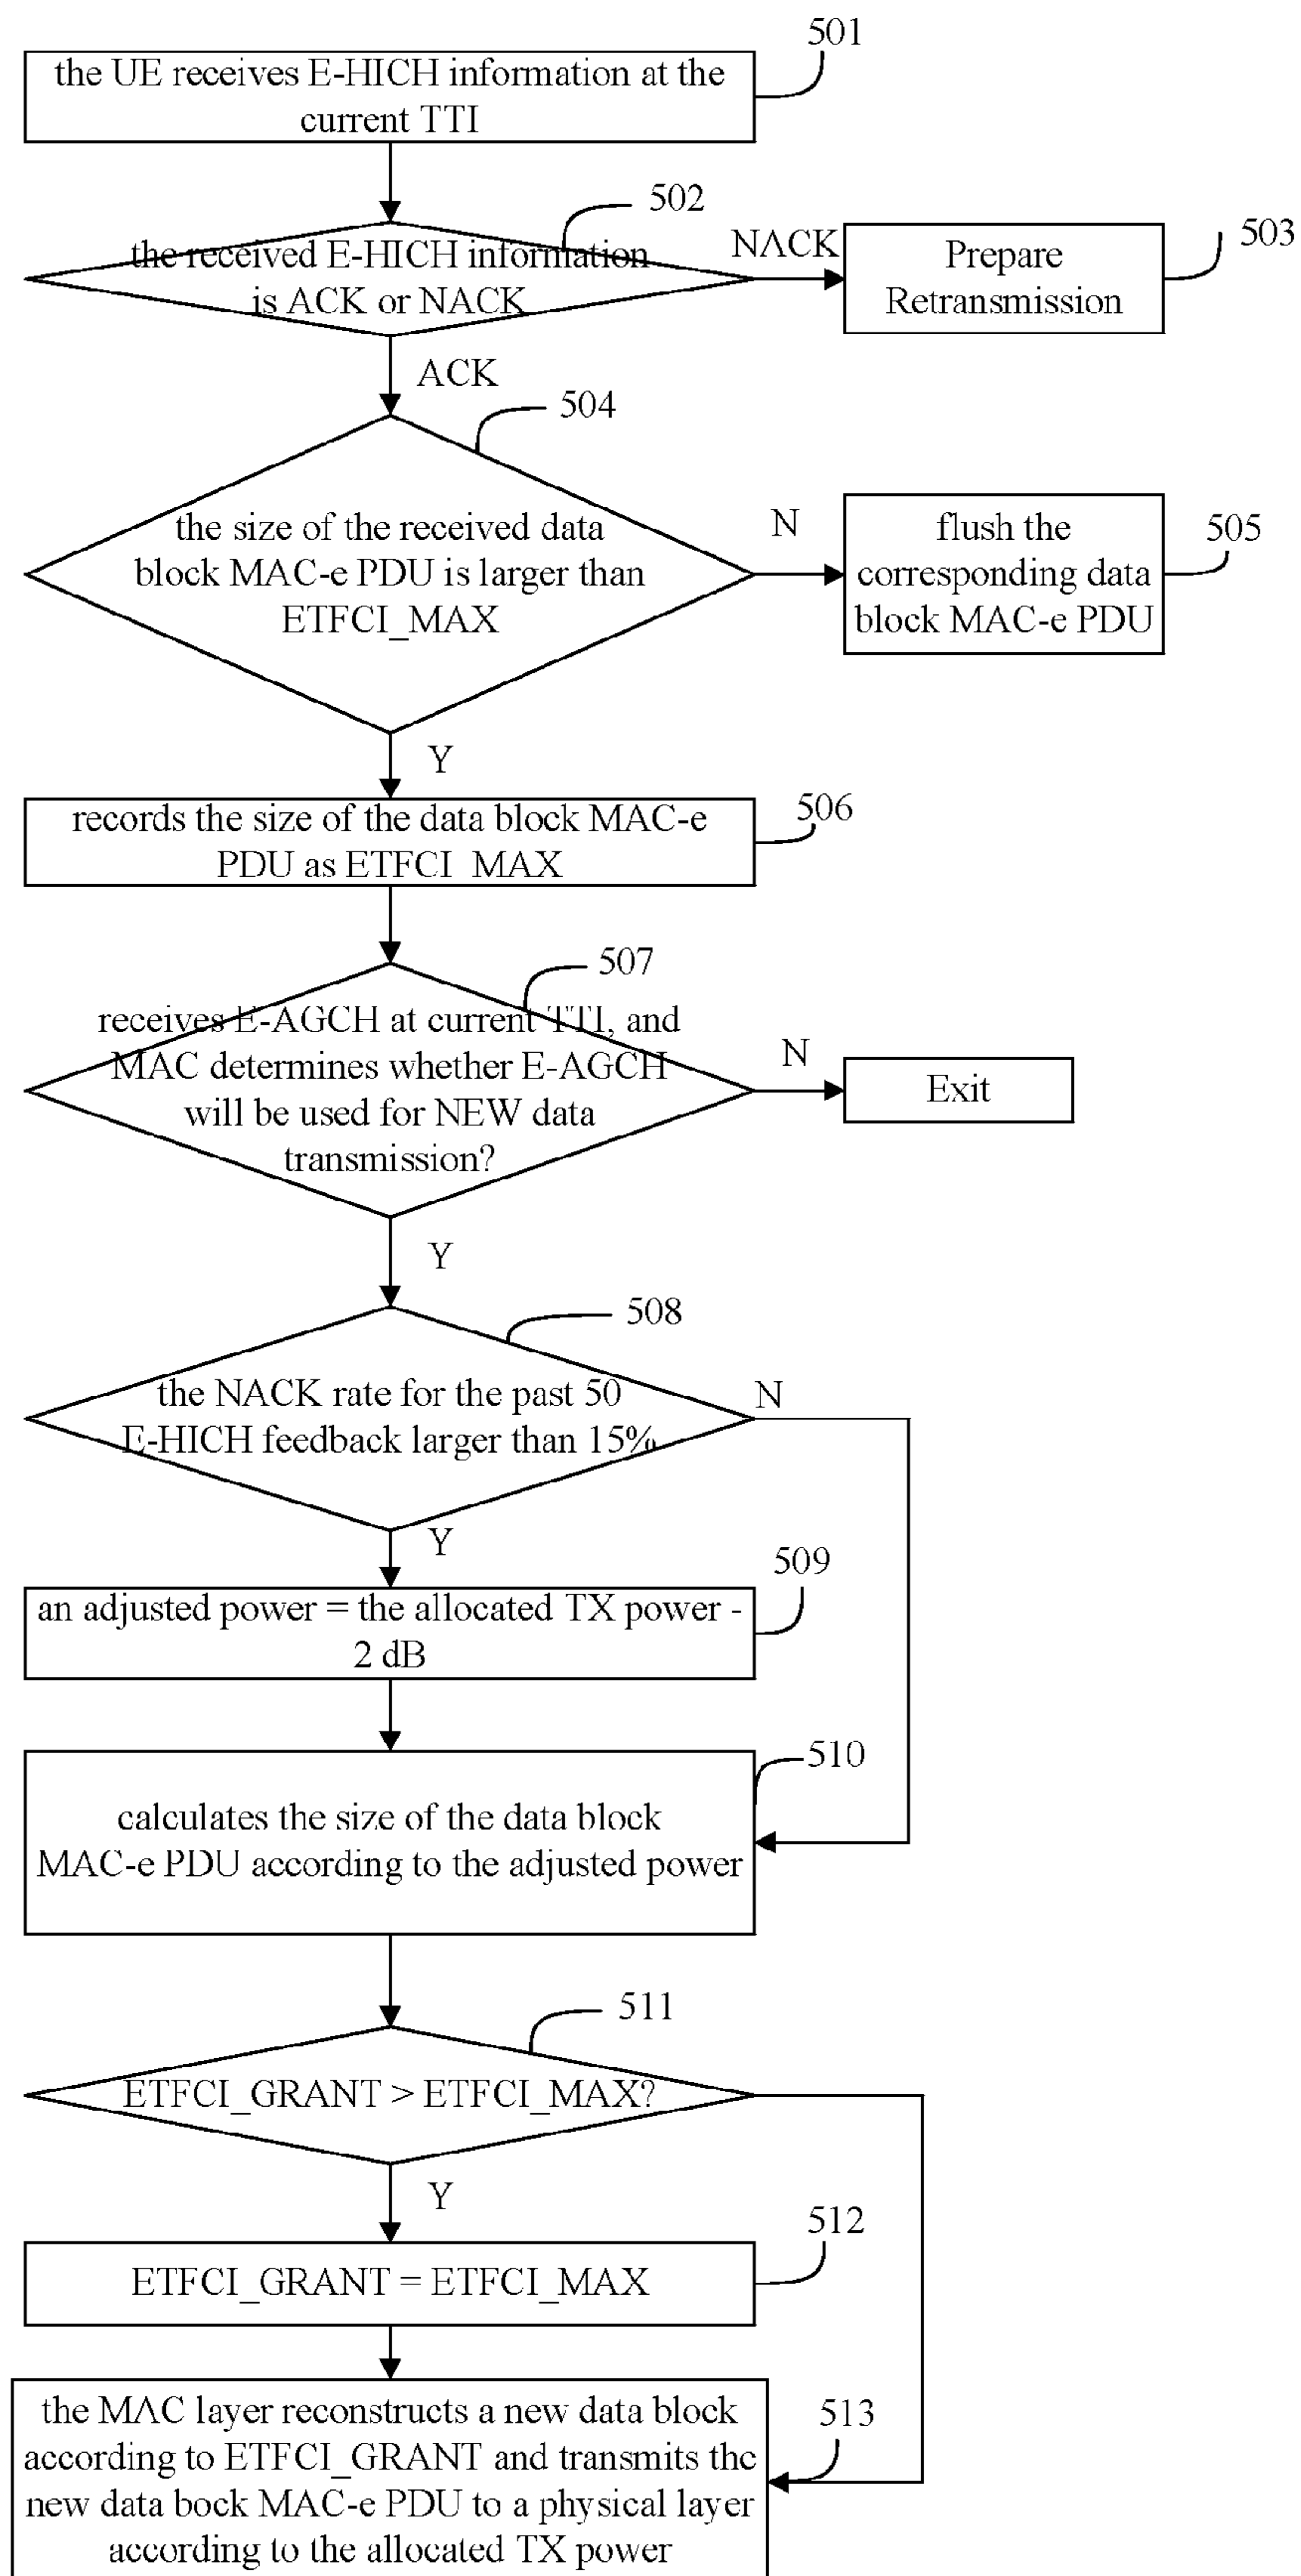 501
the UE receives E-HICH information at the
current TTI
502
the received E-HICH information
is ACK or NACK
NACK
Prepare
Retransmission
503
ACK
504
the size of the received data
block MAC-e PDU is larger than
ETFCI_MAX
N
flush the
corresponding data
block MAC-e PDU
505
Y
records the size of the data block MAC-e
PDU as ETFCI_MAX
506
507
receives E-AGCH at current TTI, and
MAC determines whether E-AGCH
will be used for NEW data
transmission?
N
Exit
Y
508
the NACK rate for the past 50
E-HICH feedback larger than 15%
N
Y
509
an adjusted power = the allocated TX power -
2 dB
510
calculates the size of the data block
MAC-e PDU according to the adjusted power
511
ETFCI_GRANT > ETFCI_MAX?
Y
512
ETFCI_GRANT = ETFCI_MAX
513
the MAC layer reconstructs a new data block
according to ETFCI_GRANT and transmits the
new data bock MAC-e PDU to a physical layer
according to the allocated TX power